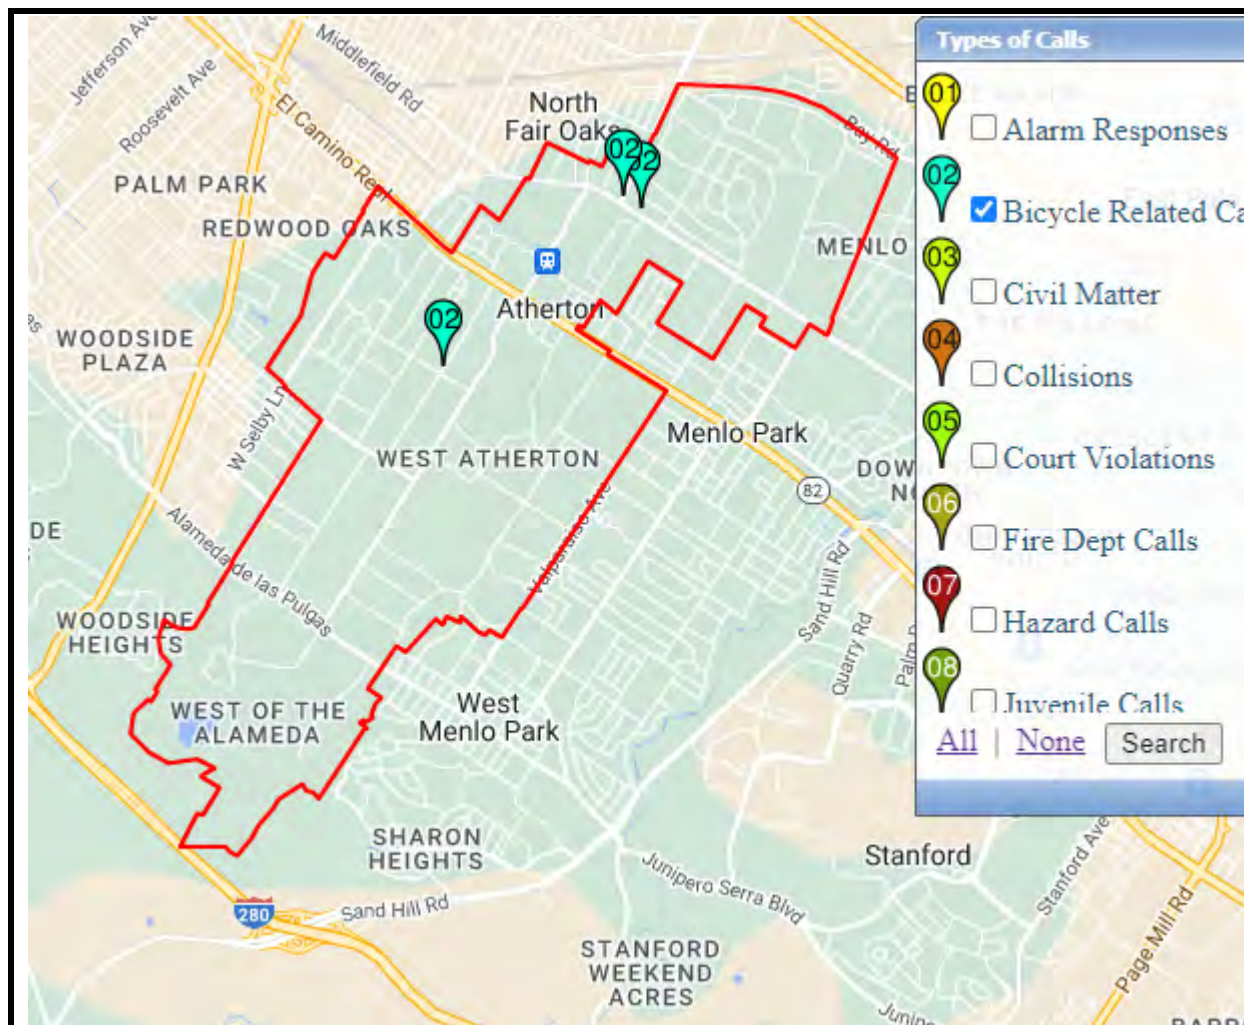 Jefferson Ave
Roosevelt Ave
Middlefield Rd
El Camino Real
North
Fair Oaks
Bay Rd
PALM PARK
REDWOOD OAKS
MENLO
02
02
02
Atherton
WOODSIDE
PLAZA
W Selby Ln
WEST ATHERTON
Menlo Park
82
Valparaiso Ave
Alameda de las Pulgas
WOODSIDE
HEIGHTS
Sand Hill Rd
Quarry Rd
WEST OF THE
ALAMEDA
West
Menlo Park
SHARON
HEIGHTS
Stanford
Junipero Serra Blvd
Stanford Ave
Page Mill Rd
280
Sand Hill Rd
STANFORD
WEEKEND
ACRES
Types of Calls
01 Alarm Responses
02 Bicycle Related Ca
03 Civil Matter
04 Collisions
05 Court Violations
06 Fire Dept Calls
07 Hazard Calls
08 Juvenile Calls
All | None Search